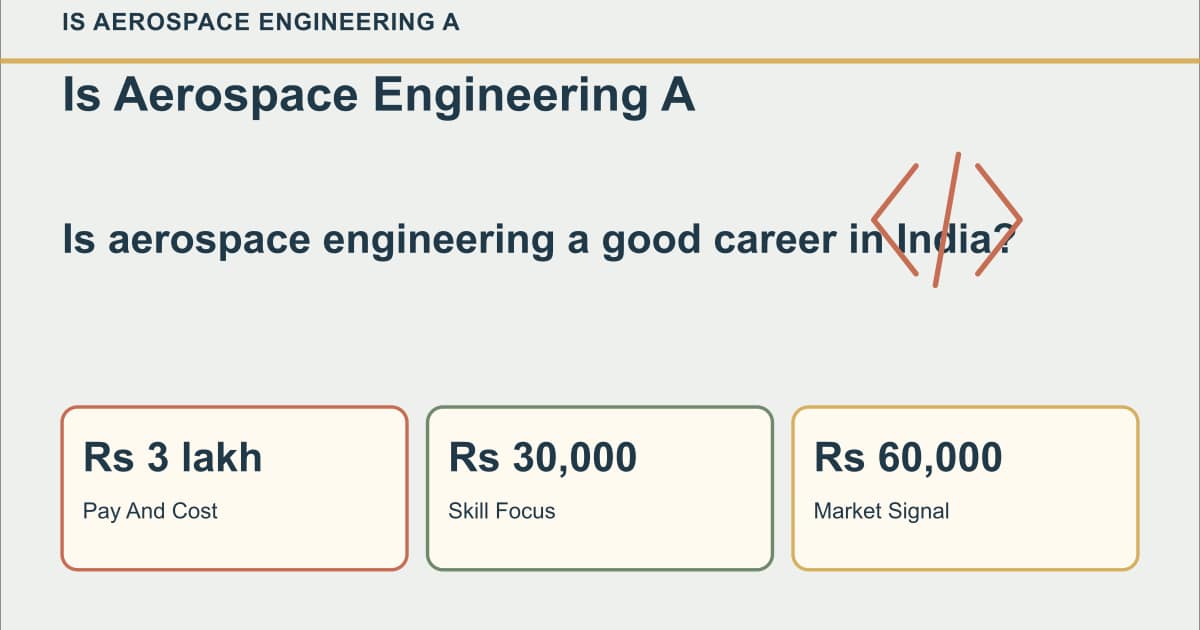 IS AEROSPACE ENGINEERING A
Is Aerospace Engineering A
Is aerospace engineering a good career in India?
Rs 3 lakh
Pay And Cost
Rs 30,000
Skill Focus
Rs 60,000
Market Signal